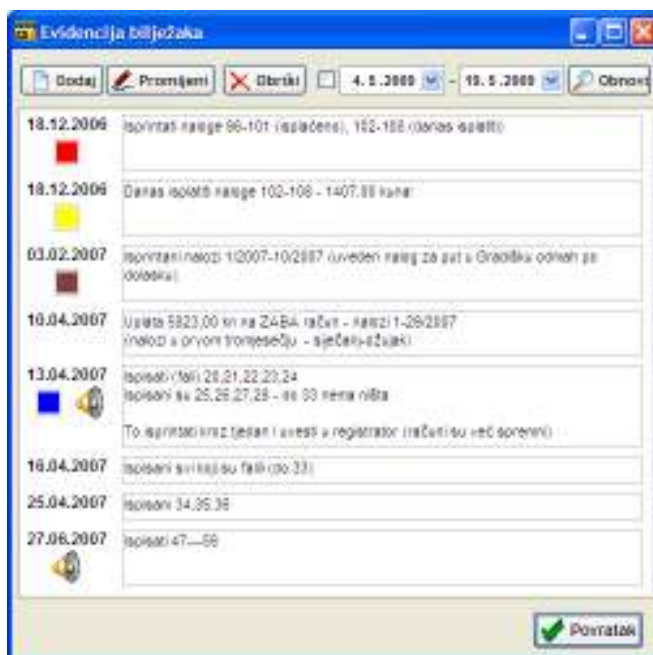 Evidencija bilježaka
Dodaj Promijeni Obriši 4.5.2009 - 10.5.2009 Obnovi
18.12.2006 Isprintati naloge 96-101 (isplaćeno), 102-108 (danas isplatiti)
18.12.2006 Danas isplatiti naloge 102-108 - 1407.00 kuna!
03.02.2007 Isprintani nalozi 1/2007-10/2007 (uveden nalog za put u Gradišku odmah po
dolasku)
10.04.2007 Uplata 5923,00 kn na ZABA račun - nalozi 1-26/2007
(nalozi u prvom tromjesečju - siječanj-ožujak)
13.04.2007 Ispisati (fali) 20,21,22,23,24
Ispisani su 25,26,27,28 - do 33 nema ništa
To isprintati kroz tjedan i uvesti u registrator (računi su već spremni)
16.04.2007 Ispisani svi koji su falili (do 33)
25.04.2007 Ispisani 34,35,36
27.06.2007 Ispisati 47---56
Povratak